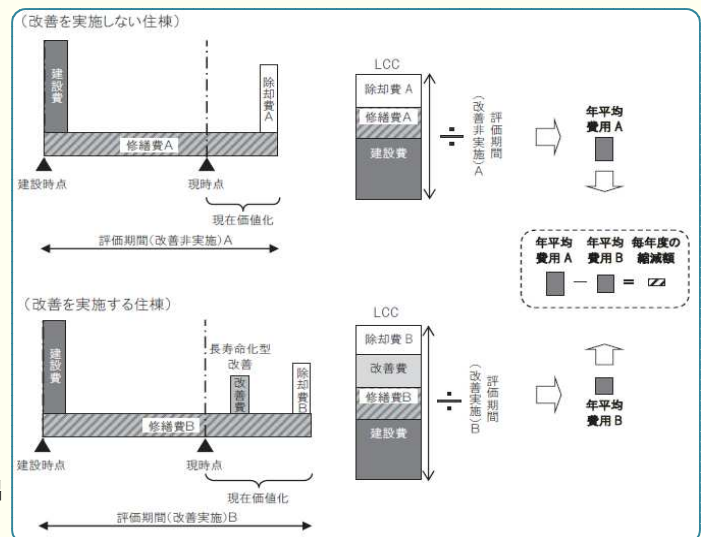 (改善を実施しない住棟)
建設費
除却費A
修繕費A
建設時点
現時点
現在価値化
評価期間(改善非実施)A
LCC
除却費A
修繕費A
建設費
÷
評価期間
(改善非実施)A
年平均
費用A
年平均
費用A
年平均
費用B
毎年度の
縮減額
－
＝
(改善を実施する住棟)
建設費
長寿命化型
改善
改善費
除却費B
修繕費B
建設時点
現時点
現在価値化
評価期間(改善実施)B
LCC
除却費B
改善費
修繕費B
建設費
÷
評価期間
(改善実施)B
年平均
費用B